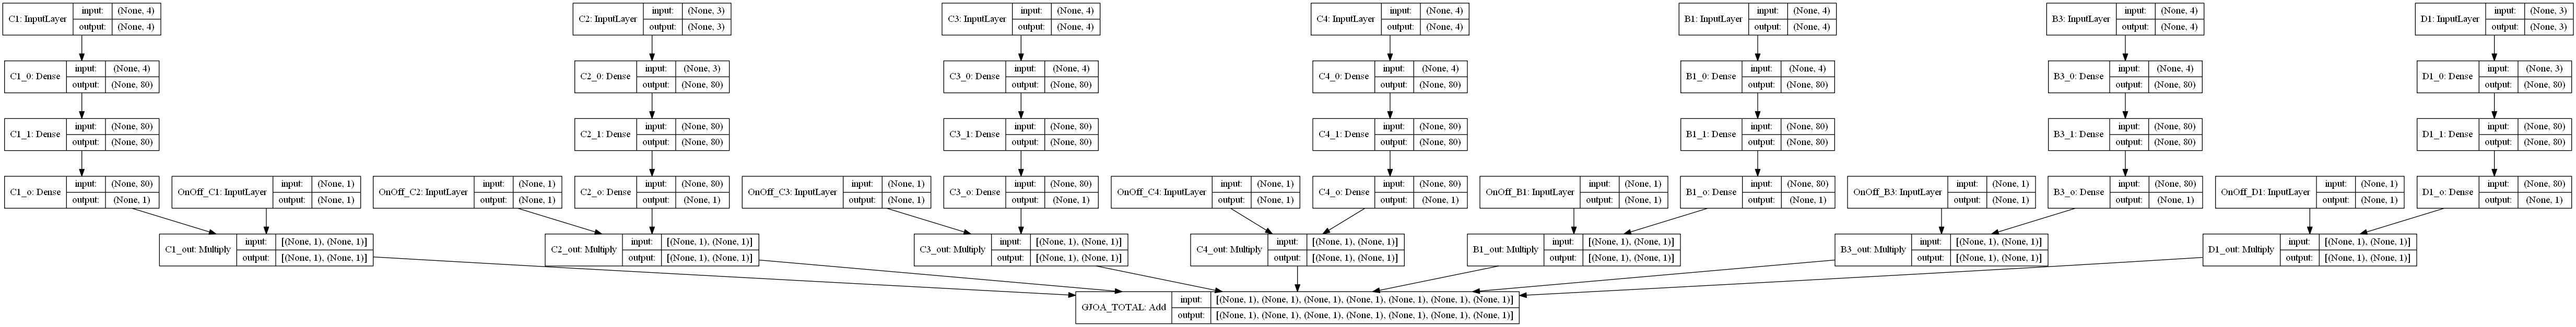 C1: InputLayer input: (None, 4) output: (None, 4)
C2: InputLayer input: (None, 3) output: (None, 3)
C3: InputLayer input: (None, 4) output: (None, 4)
C4: InputLayer input: (None, 4) output: (None, 4)
B1: InputLayer input: (None, 4) output: (None, 4)
B3: InputLayer input: (None, 4) output: (None, 4)
D1: InputLayer input: (None, 3) output: (None, 3)
C1_0: Dense input: (None, 4) output: (None, 80)
C2_0: Dense input: (None, 3) output: (None, 80)
C3_0: Dense input: (None, 4) output: (None, 80)
C4_0: Dense input: (None, 4) output: (None, 80)
B1_0: Dense input: (None, 4) output: (None, 80)
B3_0: Dense input: (None, 4) output: (None, 80)
D1_0: Dense input: (None, 3) output: (None, 80)
C1_1: Dense input: (None, 80) output: (None, 80)
C2_1: Dense input: (None, 80) output: (None, 80)
C3_1: Dense input: (None, 80) output: (None, 80)
C4_1: Dense input: (None, 80) output: (None, 80)
B1_1: Dense input: (None, 80) output: (None, 80)
B3_1: Dense input: (None, 80) output: (None, 80)
D1_1: Dense input: (None, 80) output: (None, 80)
C1_o: Dense input: (None, 80) output: (None, 1)
OnOff_C1: InputLayer input: (None, 1) output: (None, 1)
OnOff_C2: InputLayer input: (None, 1) output: (None, 1)
C2_o: Dense input: (None, 80) output: (None, 1)
OnOff_C3: InputLayer input: (None, 1) output: (None, 1)
C3_o: Dense input: (None, 80) output: (None, 1)
OnOff_C4: InputLayer input: (None, 1) output: (None, 1)
C4_o: Dense input: (None, 80) output: (None, 1)
OnOff_B1: InputLayer input: (None, 1) output: (None, 1)
B1_o: Dense input: (None, 80) output: (None, 1)
OnOff_B3: InputLayer input: (None, 1) output: (None, 1)
B3_o: Dense input: (None, 80) output: (None, 1)
OnOff_D1: InputLayer input: (None, 1) output: (None, 1)
D1_o: Dense input: (None, 80) output: (None, 1)
C1_out: Multiply input: [(None, 1), (None, 1)] output: [(None, 1), (None, 1)]
C2_out: Multiply input: [(None, 1), (None, 1)] output: [(None, 1), (None, 1)]
C3_out: Multiply input: [(None, 1), (None, 1)] output: [(None, 1), (None, 1)]
C4_out: Multiply input: [(None, 1), (None, 1)] output: [(None, 1), (None, 1)]
B1_out: Multiply input: [(None, 1), (None, 1)] output: [(None, 1), (None, 1)]
B3_out: Multiply input: [(None, 1), (None, 1)] output: [(None, 1), (None, 1)]
D1_out: Multiply input: [(None, 1), (None, 1)] output: [(None, 1), (None, 1)]
GJOA_TOTAL: Add input: [(None, 1), (None, 1), (None, 1), (None, 1), (None, 1), (None, 1), (None, 1)] output: [(None, 1), (None, 1), (None, 1), (None, 1), (None, 1), (None, 1), (None, 1)]